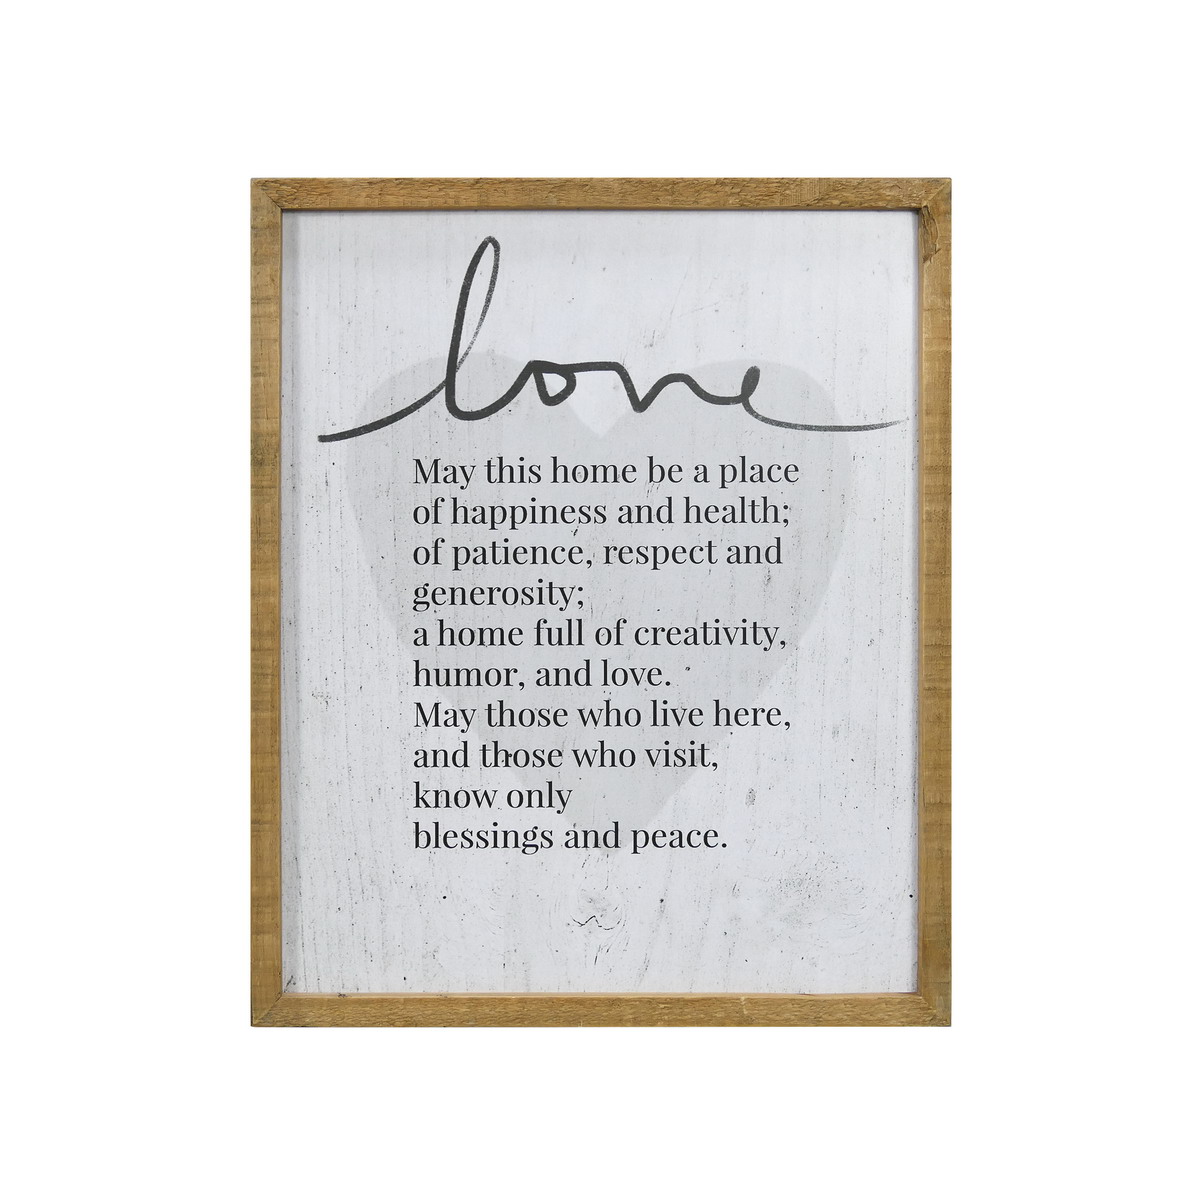 love
May this home be a place
of happiness and health;
of patience, respect and
generosity;
a home full of creativity,
humor, and love.
May those who live here,
and those who visit,
know only
blessings and peace.